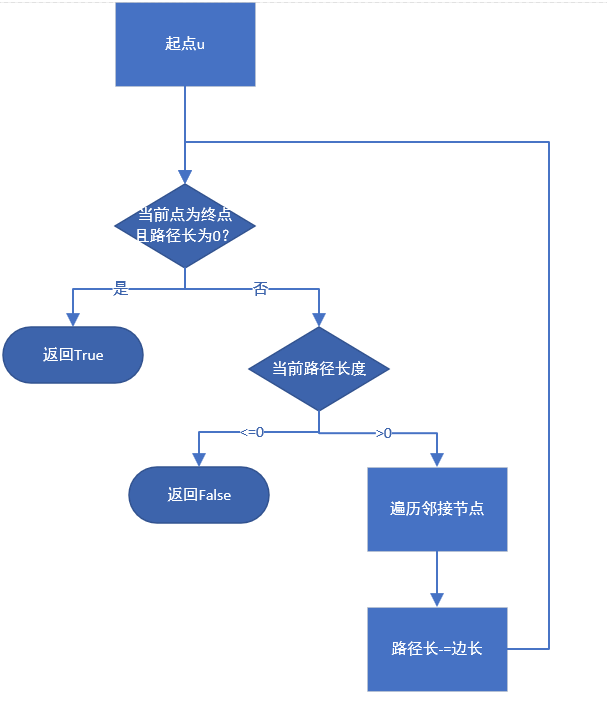 起点u
当前点为终点
且路径长为0？
是
否
返回True
当前路径长度
<=0
>0
返回False
遍历邻接节点
路径长-=边长